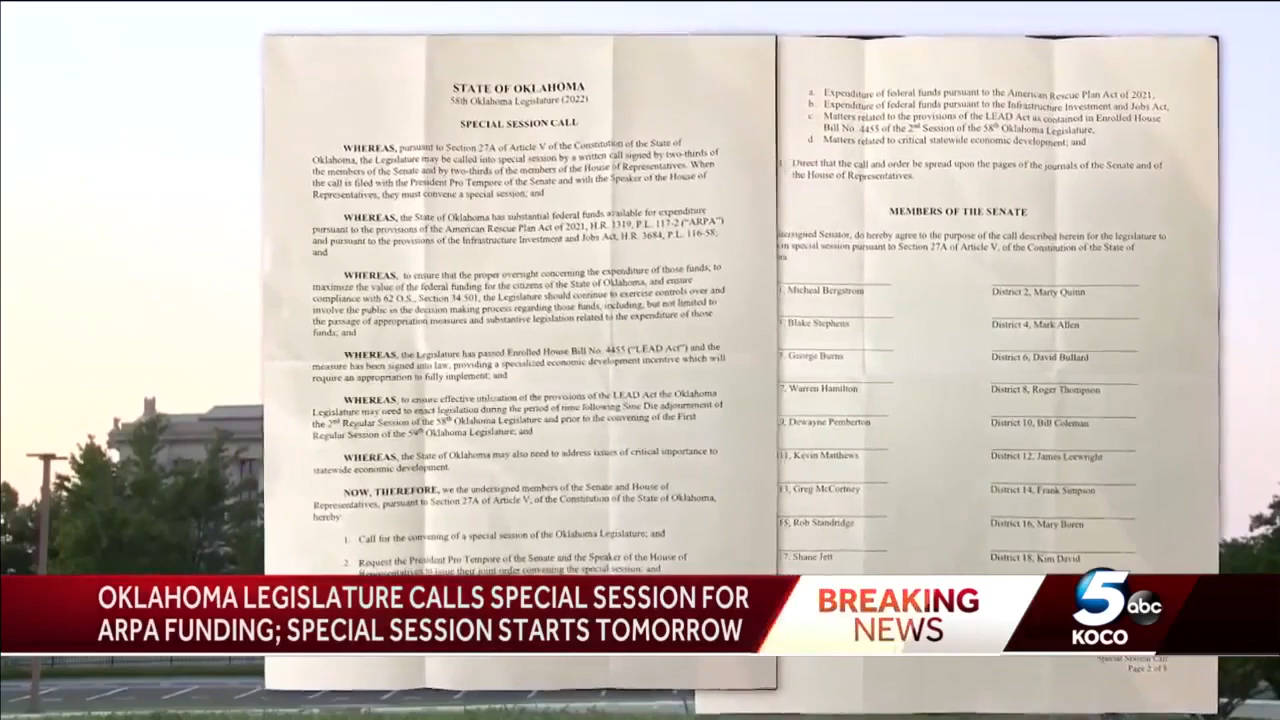 STATE OF OKLAHOMA
58th Oklahoma Legislature (2022)
SPECIAL SESSION CALL
WHEREAS, pursuant to Section 27A of Article V of the Constitution of the State of
Oklahoma, the Legislature may be called into special session by a written call signed by two-thirds of
the members of the Senate and by two-thirds of the members of the House of Representatives. When
the call is filed with the President Pro Tempore of the Senate and with the Speaker of the House of
Representatives, they must convene a special session; and
WHEREAS, the State of Oklahoma has substantial federal funds available for expenditure
pursuant to the provisions of the American Rescue Plan Act of 2021, H.R. 1319, P.L. 117-2 ("ARPA")
and pursuant to the provisions of the Infrastructure Investment and Jobs Act, H.R. 3684, P.L. 116-58;
and
WHEREAS, to ensure that the proper oversight concerning the expenditure of those funds, to
maximize the value of the federal funding for the citizens of the State of Oklahoma, and ensure
compliance with 62 O.S., Section 34.501, the Legislature should continue to exercise controls over and
involve the public in the decision making process regarding those funds, including, but not limited to
the passage of appropriation measures and substantive legislation related to the expenditure of those
funds; and
WHEREAS, the Legislature has passed Enrolled House Bill No. 4455 ("LEAD Act") and the
measure has been signed into law, providing a specialized economic development incentive which will
require an appropriation to fully implement; and
WHEREAS, to ensure effective utilization of the provisions of the LEAD Act the Oklahoma
Legislature may need to enact legislation during the period of time following Sine Die adjournment of
the 2nd Regular Session of the 58th Oklahoma Legislature and prior to the convening of the First
Regular Session of the 59th Oklahoma Legislature; and
WHEREAS, the State of Oklahoma may also need to address issues of critical importance to
statewide economic development.
NOW, THEREFORE, we the undersigned members of the Senate and House of
Representatives, pursuant to Section 27A of Article V, of the Constitution of the State of Oklahoma,
hereby:
1. Call for the convening of a special session of the Oklahoma Legislature; and
2. Request the President Pro Tempore of the Senate and the Speaker of the House of
Representatives to issue their joint order convening the special session; and
a. Expenditure of federal funds pursuant to the American Rescue Plan Act of 2021,
b. Expenditure of federal funds pursuant to the Infrastructure Investment and Jobs Act,
c. Matters related to the provisions of the LEAD Act as contained in Enrolled House
Bill No. 4455 of the 2nd Session of the 58th Oklahoma Legislature,
d. Matters related to critical statewide economic development; and
Direct that the call and order be spread upon the pages of the journals of the Senate and of
the House of Representatives.
MEMBERS OF THE SENATE
Senator, do hereby agree to the purpose of the call described herein for the legislature to
in special session pursuant to Section 27A of Article V, of the Constitution of the State of
1, Micheal Bergstrom District 2, Marty Quinn
Blake Stephens District 4, Mark Allen
George Burns District 6, David Bullard
7, Warren Hamilton District 8, Roger Thompson
9, Dewayne Pemberton District 10, Bill Coleman
11, Kevin Matthews District 12, James Leewright
13, Greg McCortney District 14, Frank Simpson
15, Rob Standridge District 16, Mary Boren
7, Shane Jett District 18, Kim David
OKLAHOMA LEGISLATURE CALLS SPECIAL SESSION FOR
ARPA FUNDING; SPECIAL SESSION STARTS TOMORROW
BREAKING
NEWS
5 abc
KOCO
Special Session Call
Page 2 of 8